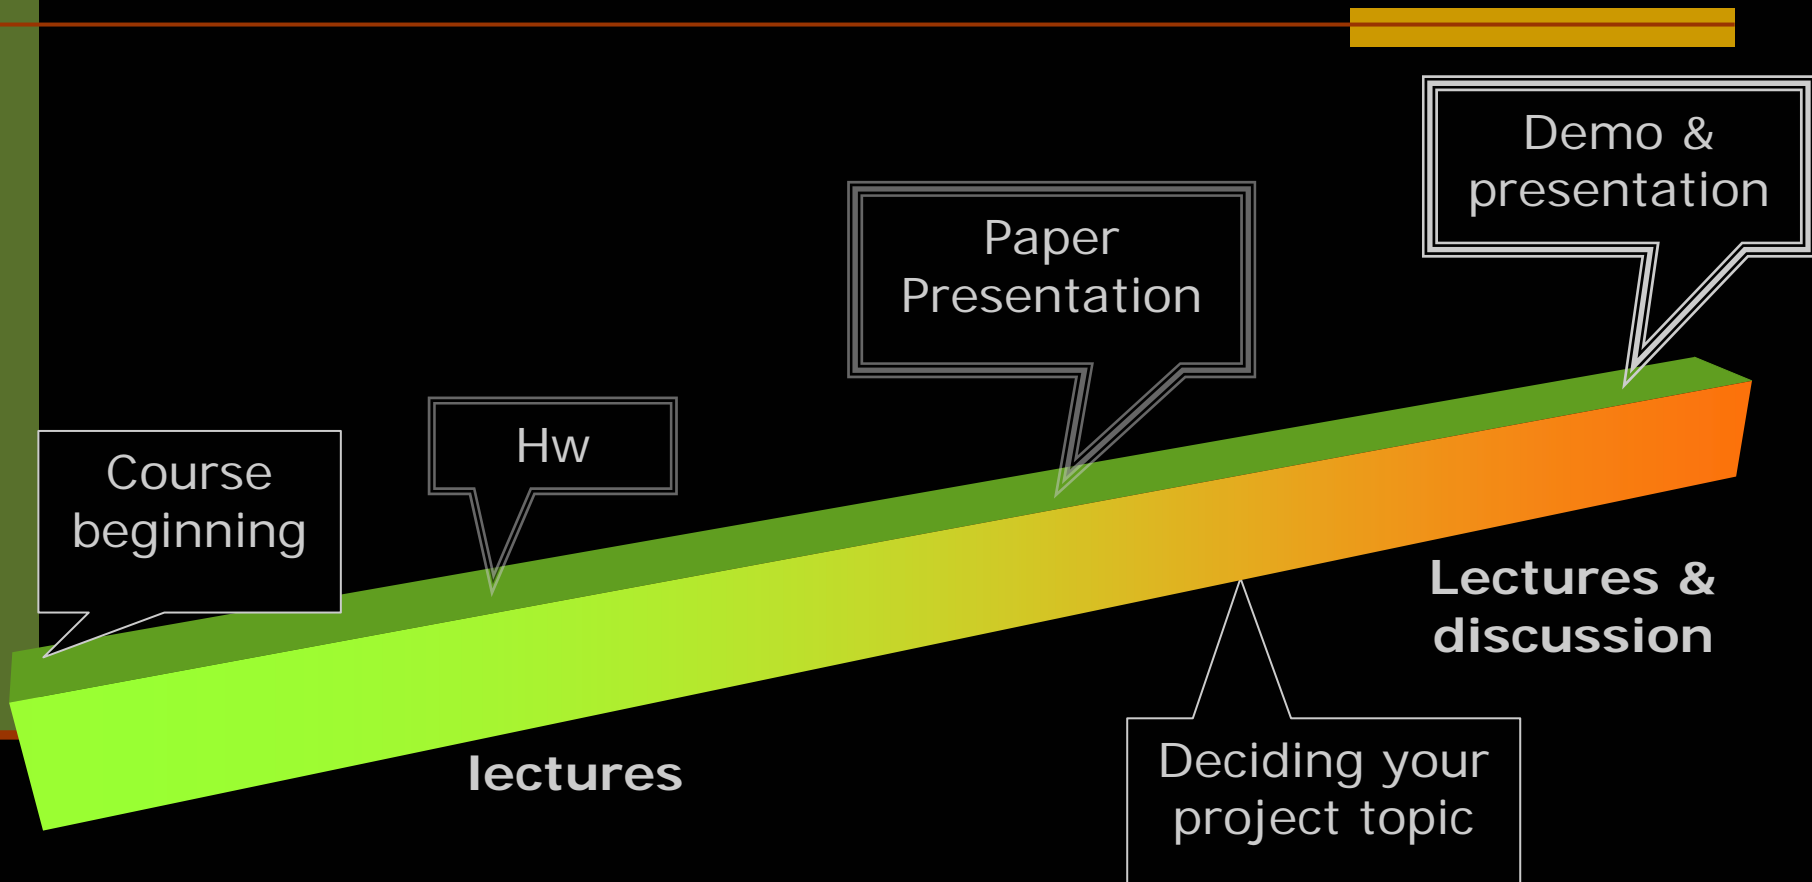 Demo &
presentation
Paper
Presentation
Hw
Course
beginning
Lectures &
discussion
lectures
Deciding your
project topic